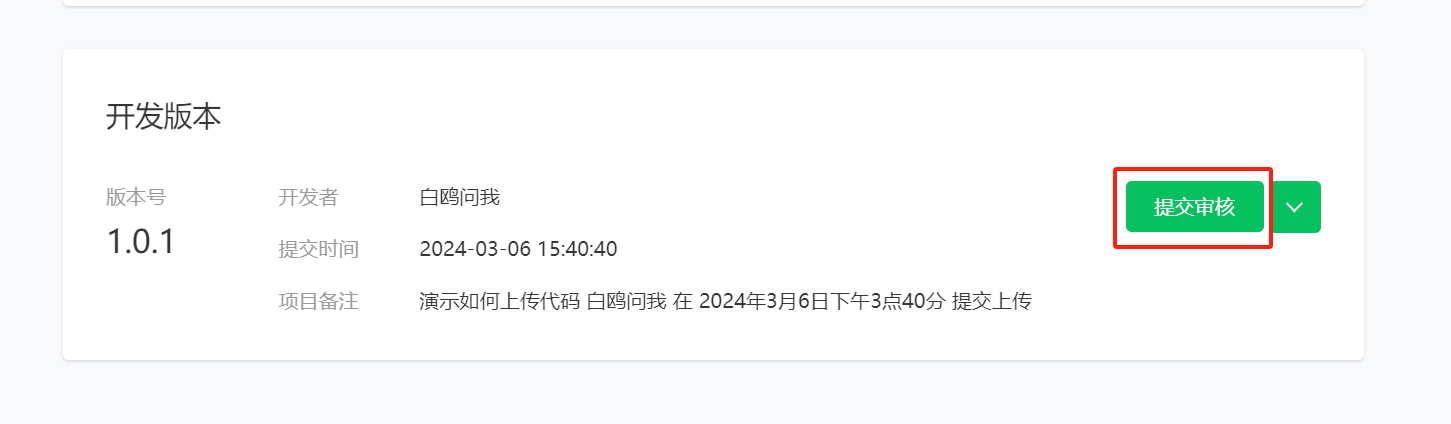 开发版本
版本号
1.0.1
开发者 白鸥问我
提交时间 2024-03-06 15:40:40
项目备注 演示如何上传代码 白鸥问我 在 2024年3月6日下午3点40分 提交上传
提交审核